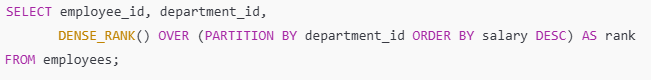 SELECT employee_id, department_id,
       DENSE_RANK() OVER (PARTITION BY department_id ORDER BY salary DESC) AS rank
FROM employees;